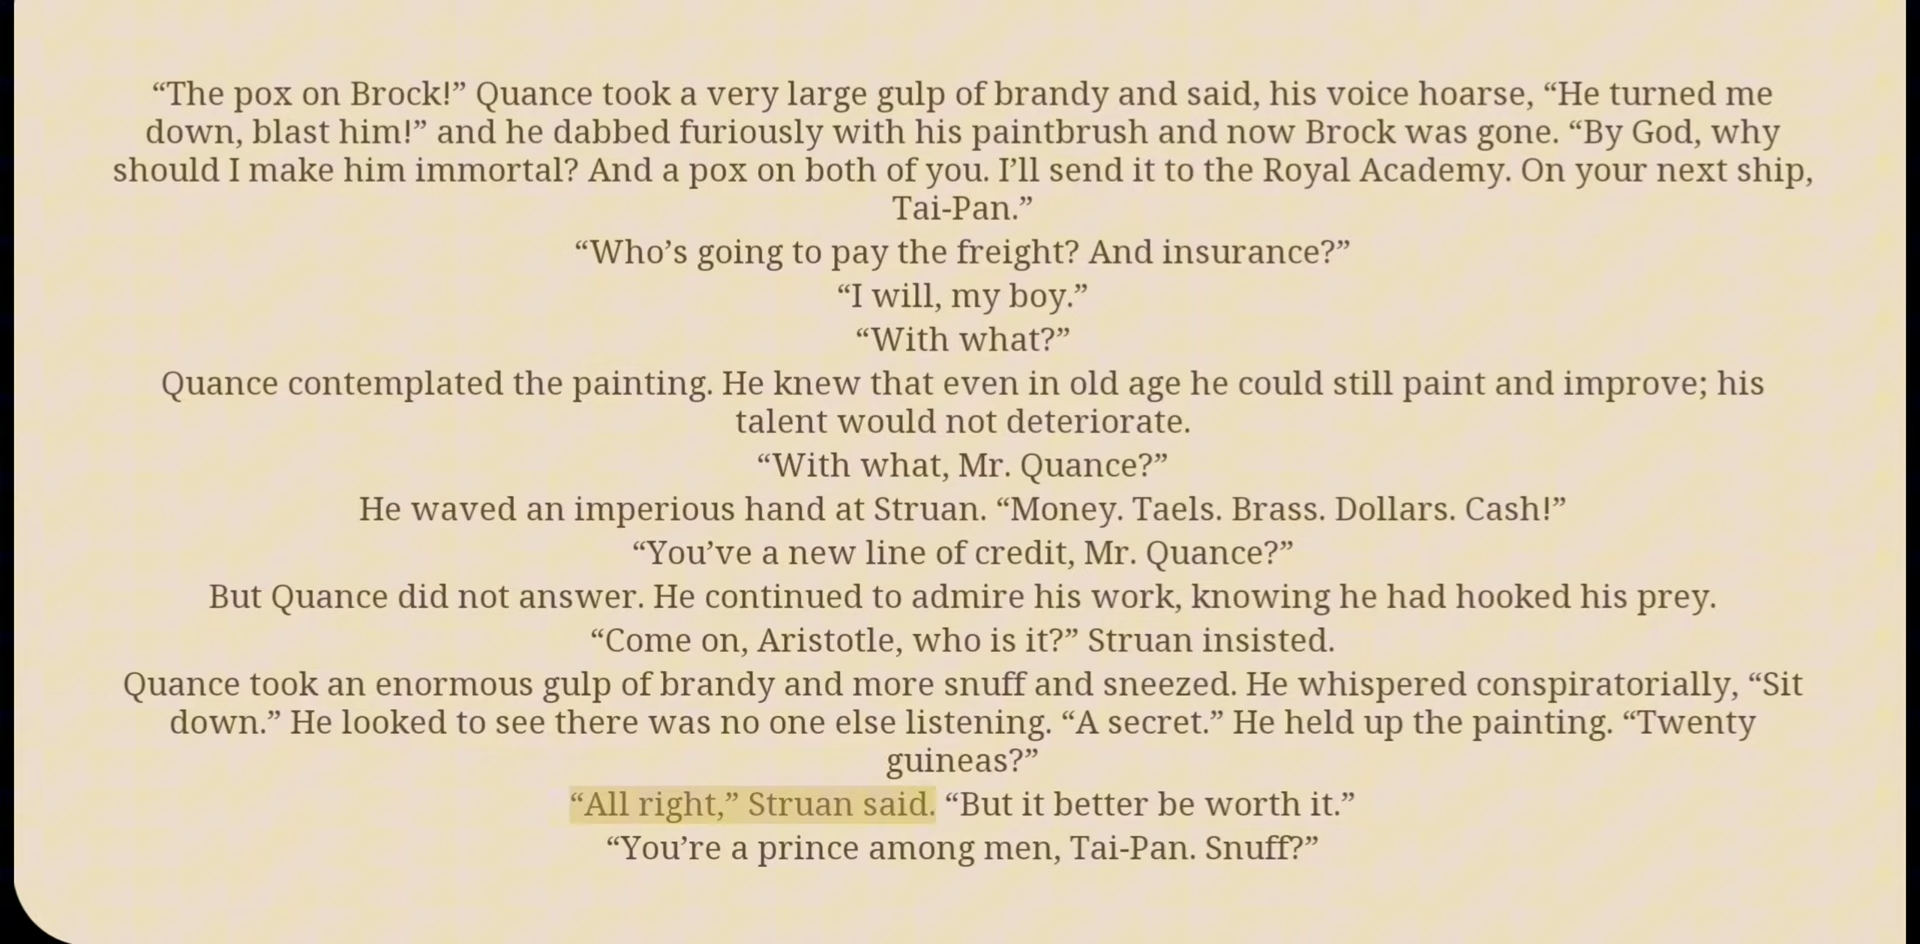 “The pox on Brock!” Quance took a very large gulp of brandy and said, his voice hoarse, “He turned me
down, blast him!” and he dabbed furiously with his paintbrush and now Brock was gone. “By God, why
should I make him immortal? And a pox on both of you. I’ll send it to the Royal Academy. On your next ship,
Tai-Pan.”
“Who’s going to pay the freight? And insurance?”
“I will, my boy.”
“With what?”
Quance contemplated the painting. He knew that even in old age he could still paint and improve; his
talent would not deteriorate.
“With what, Mr. Quance?”
He waved an imperious hand at Struan. “Money. Taels. Brass. Dollars. Cash!”
“You’ve a new line of credit, Mr. Quance?”
But Quance did not answer. He continued to admire his work, knowing he had hooked his prey.
“Come on, Aristotle, who is it?” Struan insisted.
Quance took an enormous gulp of brandy and more snuff and sneezed. He whispered conspiratorially, “Sit
down.” He looked to see there was no one else listening. “A secret.” He held up the painting. “Twenty
guineas?”
“All right,” Struan said. “But it better be worth it.”
“You’re a prince among men, Tai-Pan. Snuff?”